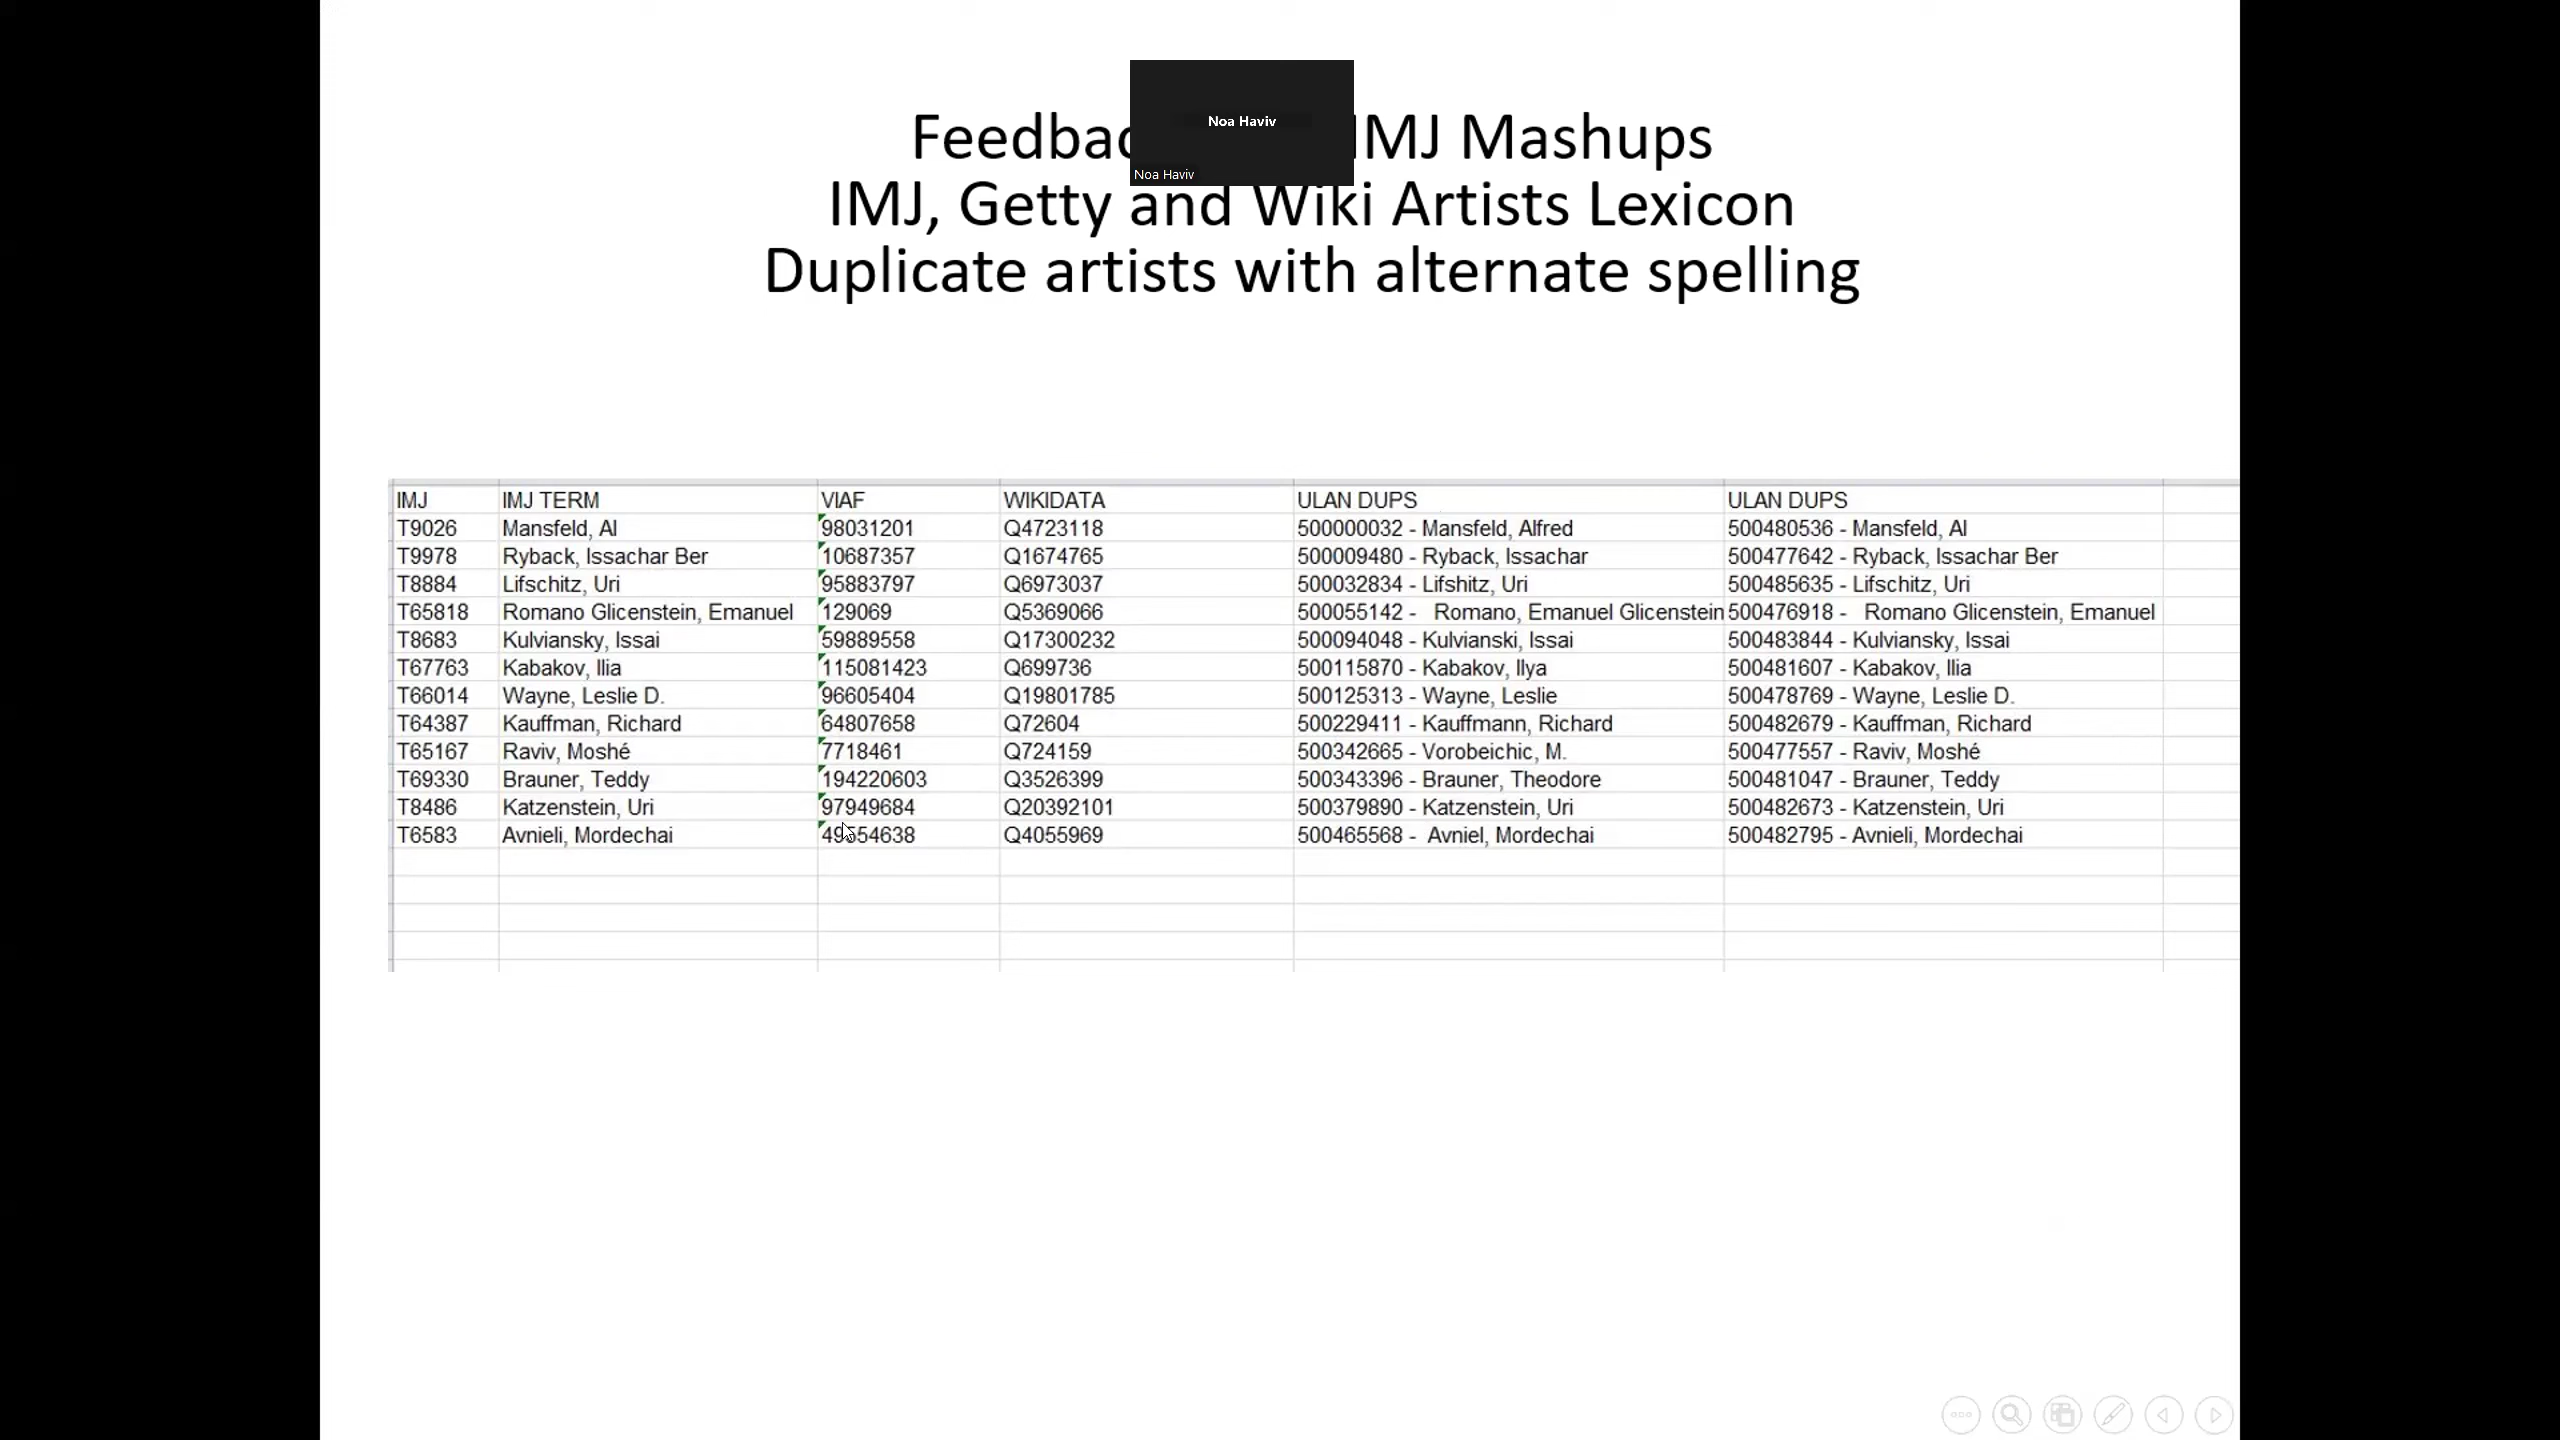 Noa Haviv
Noa Haviv
IMJ Mashups
IMJ, Getty and Wiki Artists Lexicon
Duplicate artists with alternate spelling
IMJ IMJ TERM VIAF WIKIDATA ULAN DUPS ULAN DUPS
T9026 Mansfeld, Al 98031201 Q4723118 500000032 - Mansfeld, Alfred 500480536 - Mansfeld, Al
T9978 Ryback, Issachar Ber 10687357 Q1674765 500009480 - Ryback, Issachar 500477642 - Ryback, Issachar Ber
T8884 Lifschitz, Uri 95883797 Q6973037 500032834 - Lifshitz, Uri 500485635 - Lifschitz, Uri
T65818 Romano Glicenstein, Emanuel 129069 Q5369066 500055142 - Romano, Emanuel Glicenstein 500476918 - Romano Glicenstein, Emanuel
T8683 Kulviansky, Issai 59889558 Q17300232 500094048 - Kulvianski, Issai 500483844 - Kulviansky, Issai
T67763 Kabakov, Ilia 115081423 Q699736 500115870 - Kabakov, Ilya 500481607 - Kabakov, Ilia
T66014 Wayne, Leslie D. 96605404 Q19801785 500125313 - Wayne, Leslie 500478769 - Wayne, Leslie D.
T64387 Kauffman, Richard 64807658 Q72604 500229411 - Kauffmann, Richard 500482679 - Kauffman, Richard
T65167 Raviv, Moshé 7718461 Q724159 500342665 - Vorobeichic, M. 500477557 - Raviv, Moshé
T69330 Brauner, Teddy 194220603 Q3526399 500343396 - Brauner, Theodore 500481047 - Brauner, Teddy
T8486 Katzenstein, Uri 97949684 Q20392101 500379890 - Katzenstein, Uri 500482673 - Katzenstein, Uri
T6583 Avnieli, Mordechai Q4055969 500465568 - Avniel, Mordechai 500482795 - Avnieli, Mordechai